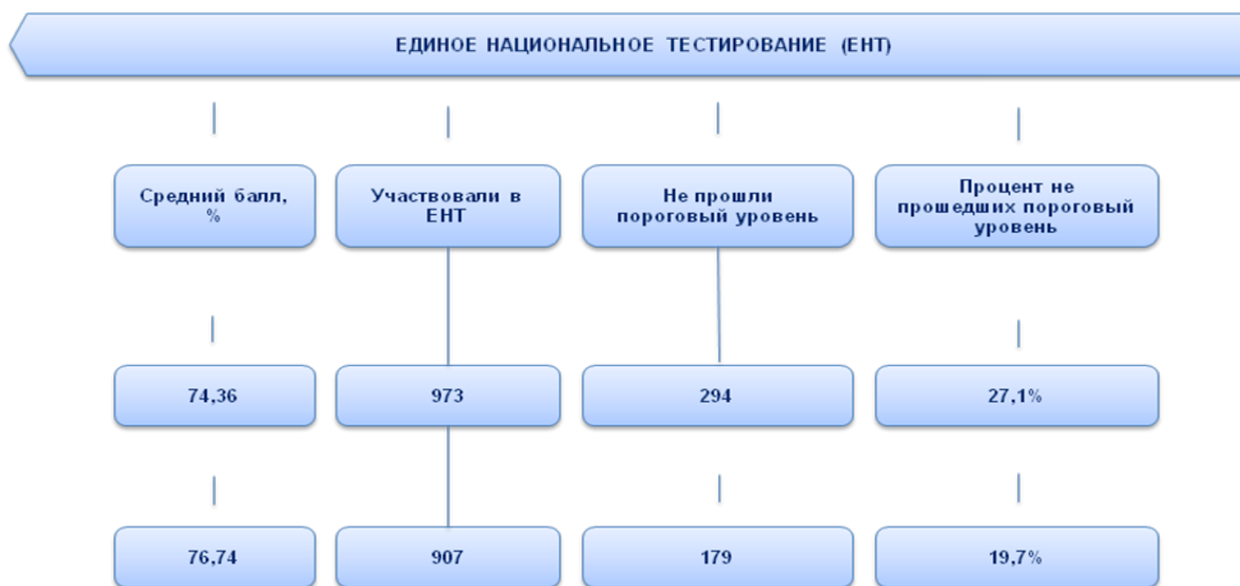 ЕДИНОЕ НАЦИОНАЛЬНОЕ ТЕСТИРОВАНИЕ (ЕНТ)
Средний балл,
%
Участвовали в
ЕНТ
Не прошли
пороговый уровень
Процент не
прошедших пороговый
уровень
74,36
973
294
27,1%
76,74
907
179
19,7%